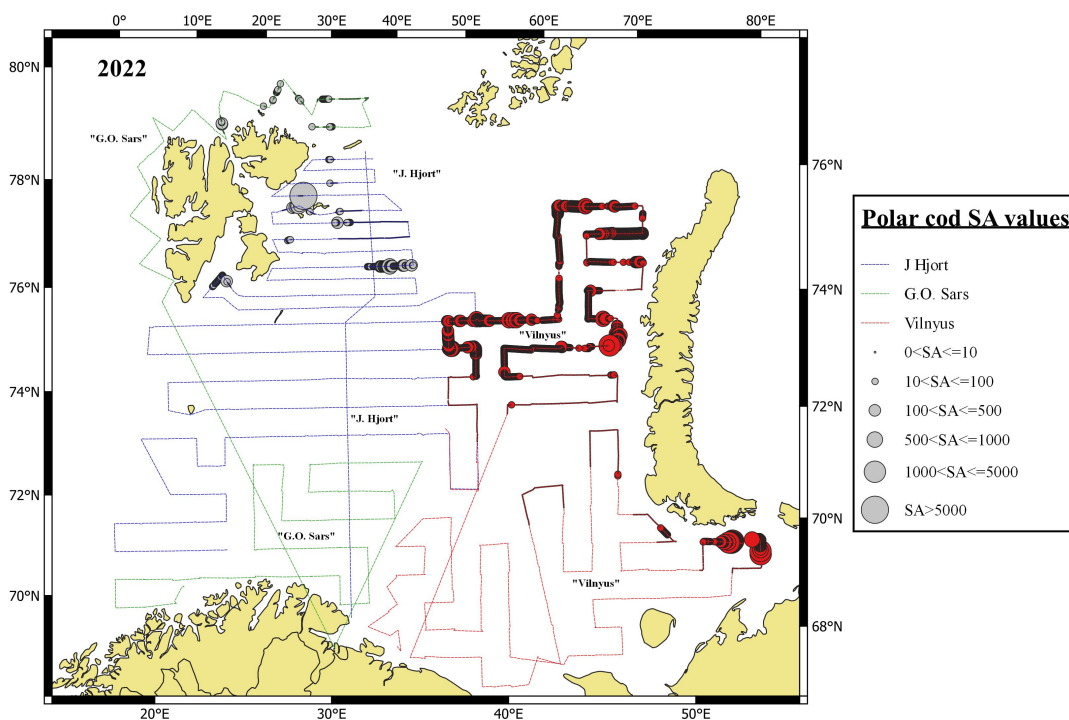 0° 10°E 20°E 30°E 40°E 50°E 60°E 70°E 80°E
80°N
2022
"G.O. Sars"
76°N
78°N
"J. Hjort"
Polar cod SA values
J Hjort
76°N
74°N
G.O. Sars
Vilnyus
"Vilnyus"
0<SA<=10
10<SA<=100
74°N
72°N
100<SA<=500
"J. Hjort"
500<SA<=1000
1000<SA<=5000
72°N
SA>5000
70°N
"G.O. Sars"
"Vilnyus"
70°N
68°N
20°E 30°E 40°E 50°E